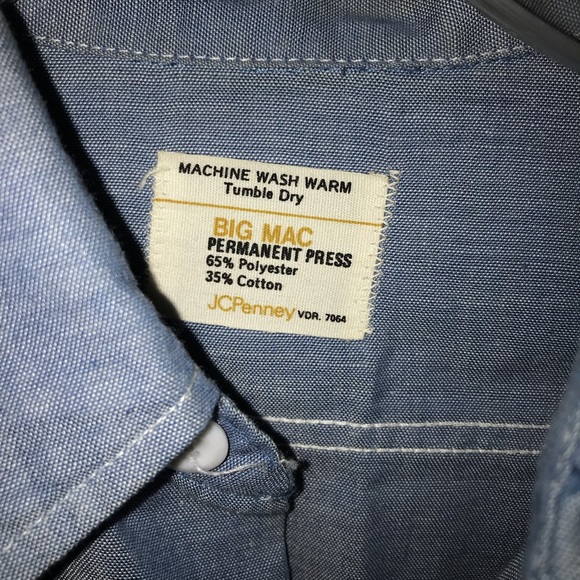 MACHINE WASH WARM
Tumble Dry
BIG MAC
PERMANENT PRESS
65% Polyester
35% Cotton
JCPenney VDR. 7064